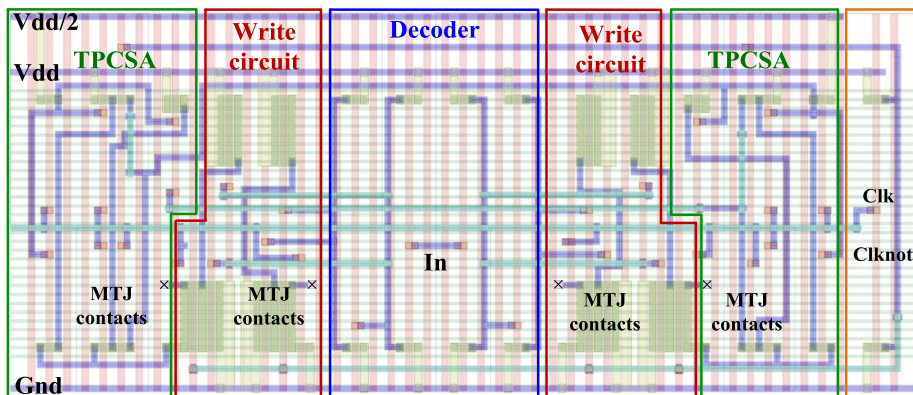 Vdd/2
TPCSA
Write
circuit
Decoder
Write
circuit
TPCSA
Vdd
Clk
Clknot
In
MTJ
contacts
MTJ
contacts
MTJ
contacts
MTJ
contacts
Gnd